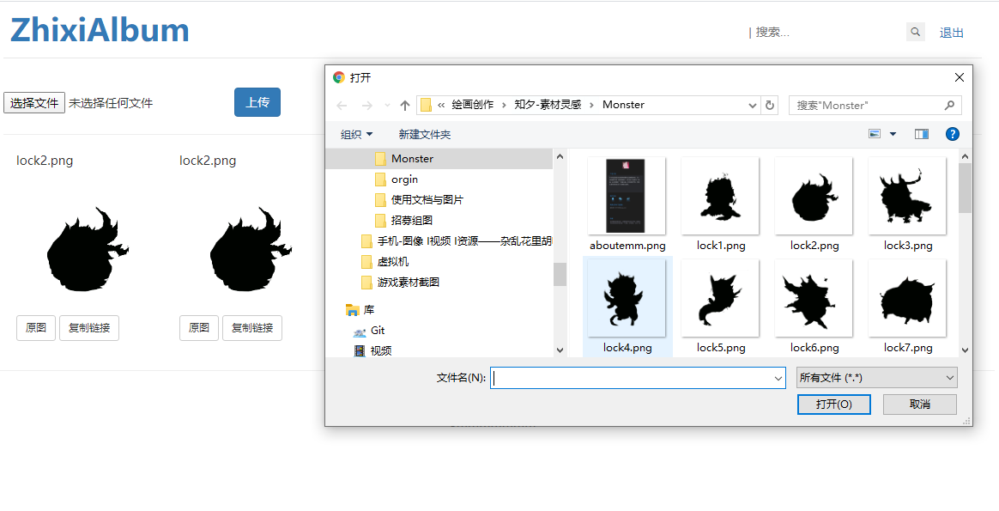 ZhixiAlbum
| 搜索...
退出
选择文件 未选择任何文件
上传
lock2.png
lock2.png
原图
复制链接
原图
复制链接
打开
« 绘画创作 › 知夕-素材灵感 › Monster
搜索"Monster"
组织
新建文件夹
Monster
orgin
使用文档与图片
招募组图
手机-图像 I视频 I资源——杂乱花里胡
虚拟机
游戏素材截图
库
Git
视频
aboutemm.png
lock1.png
lock2.png
lock3.png
lock4.png
lock5.png
lock6.png
lock7.png
文件名(N):
所有文件 (*.*)
打开(O)
取消